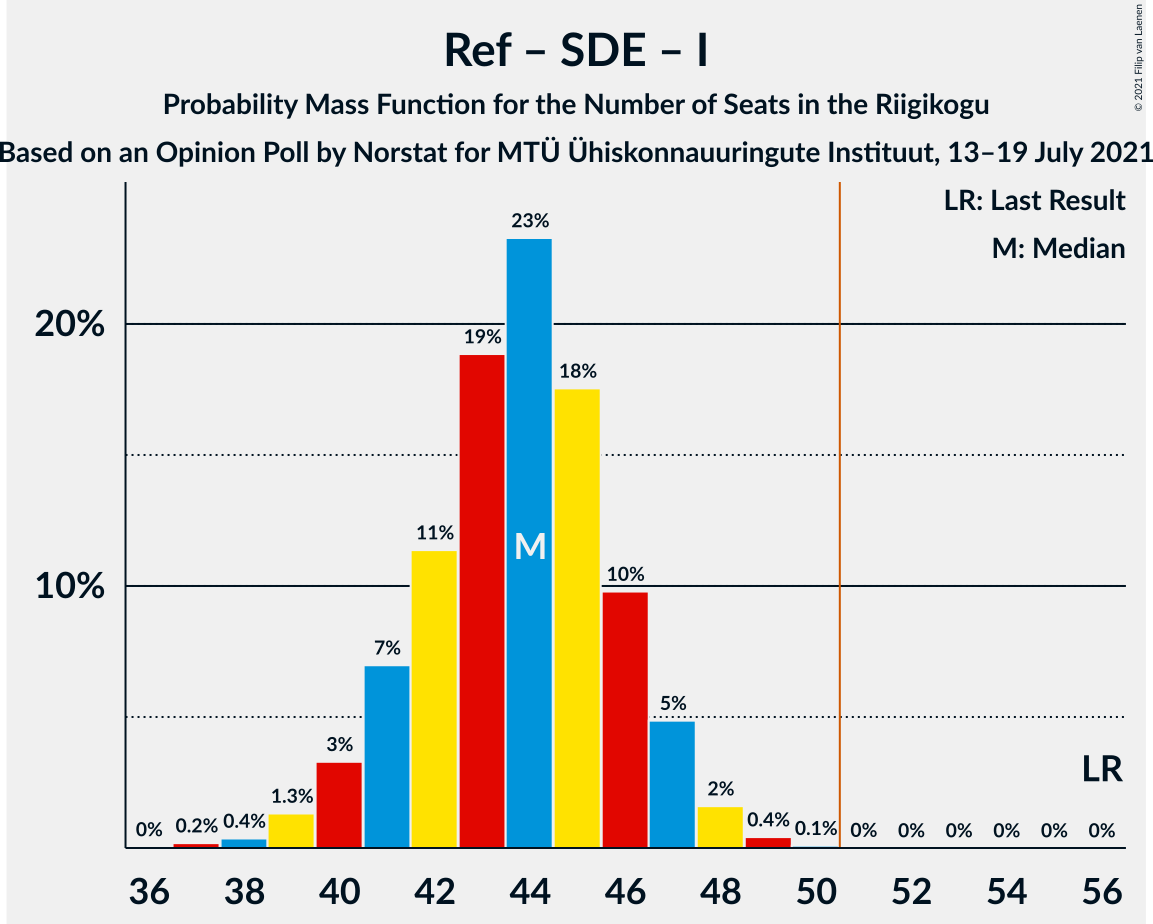 Ref – SDE – I
Probability Mass Function for the Number of Seats in the Riigikogu
Based on an Opinion Poll by Norstat for MTÜ Ühiskonnauuringute Instituut, 13–19 July 2021
© 2021 Filip van Laenen
LR: Last Result
M: Median
20%
10%
0%
0.2%
0.4%
1.3%
3%
7%
11%
19%
23%
18%
10%
5%
2%
0.4%
0.1%
0%
0%
0%
0%
0%
0%
M
LR
36 38 40 42 44 46 48 50 52 54 56